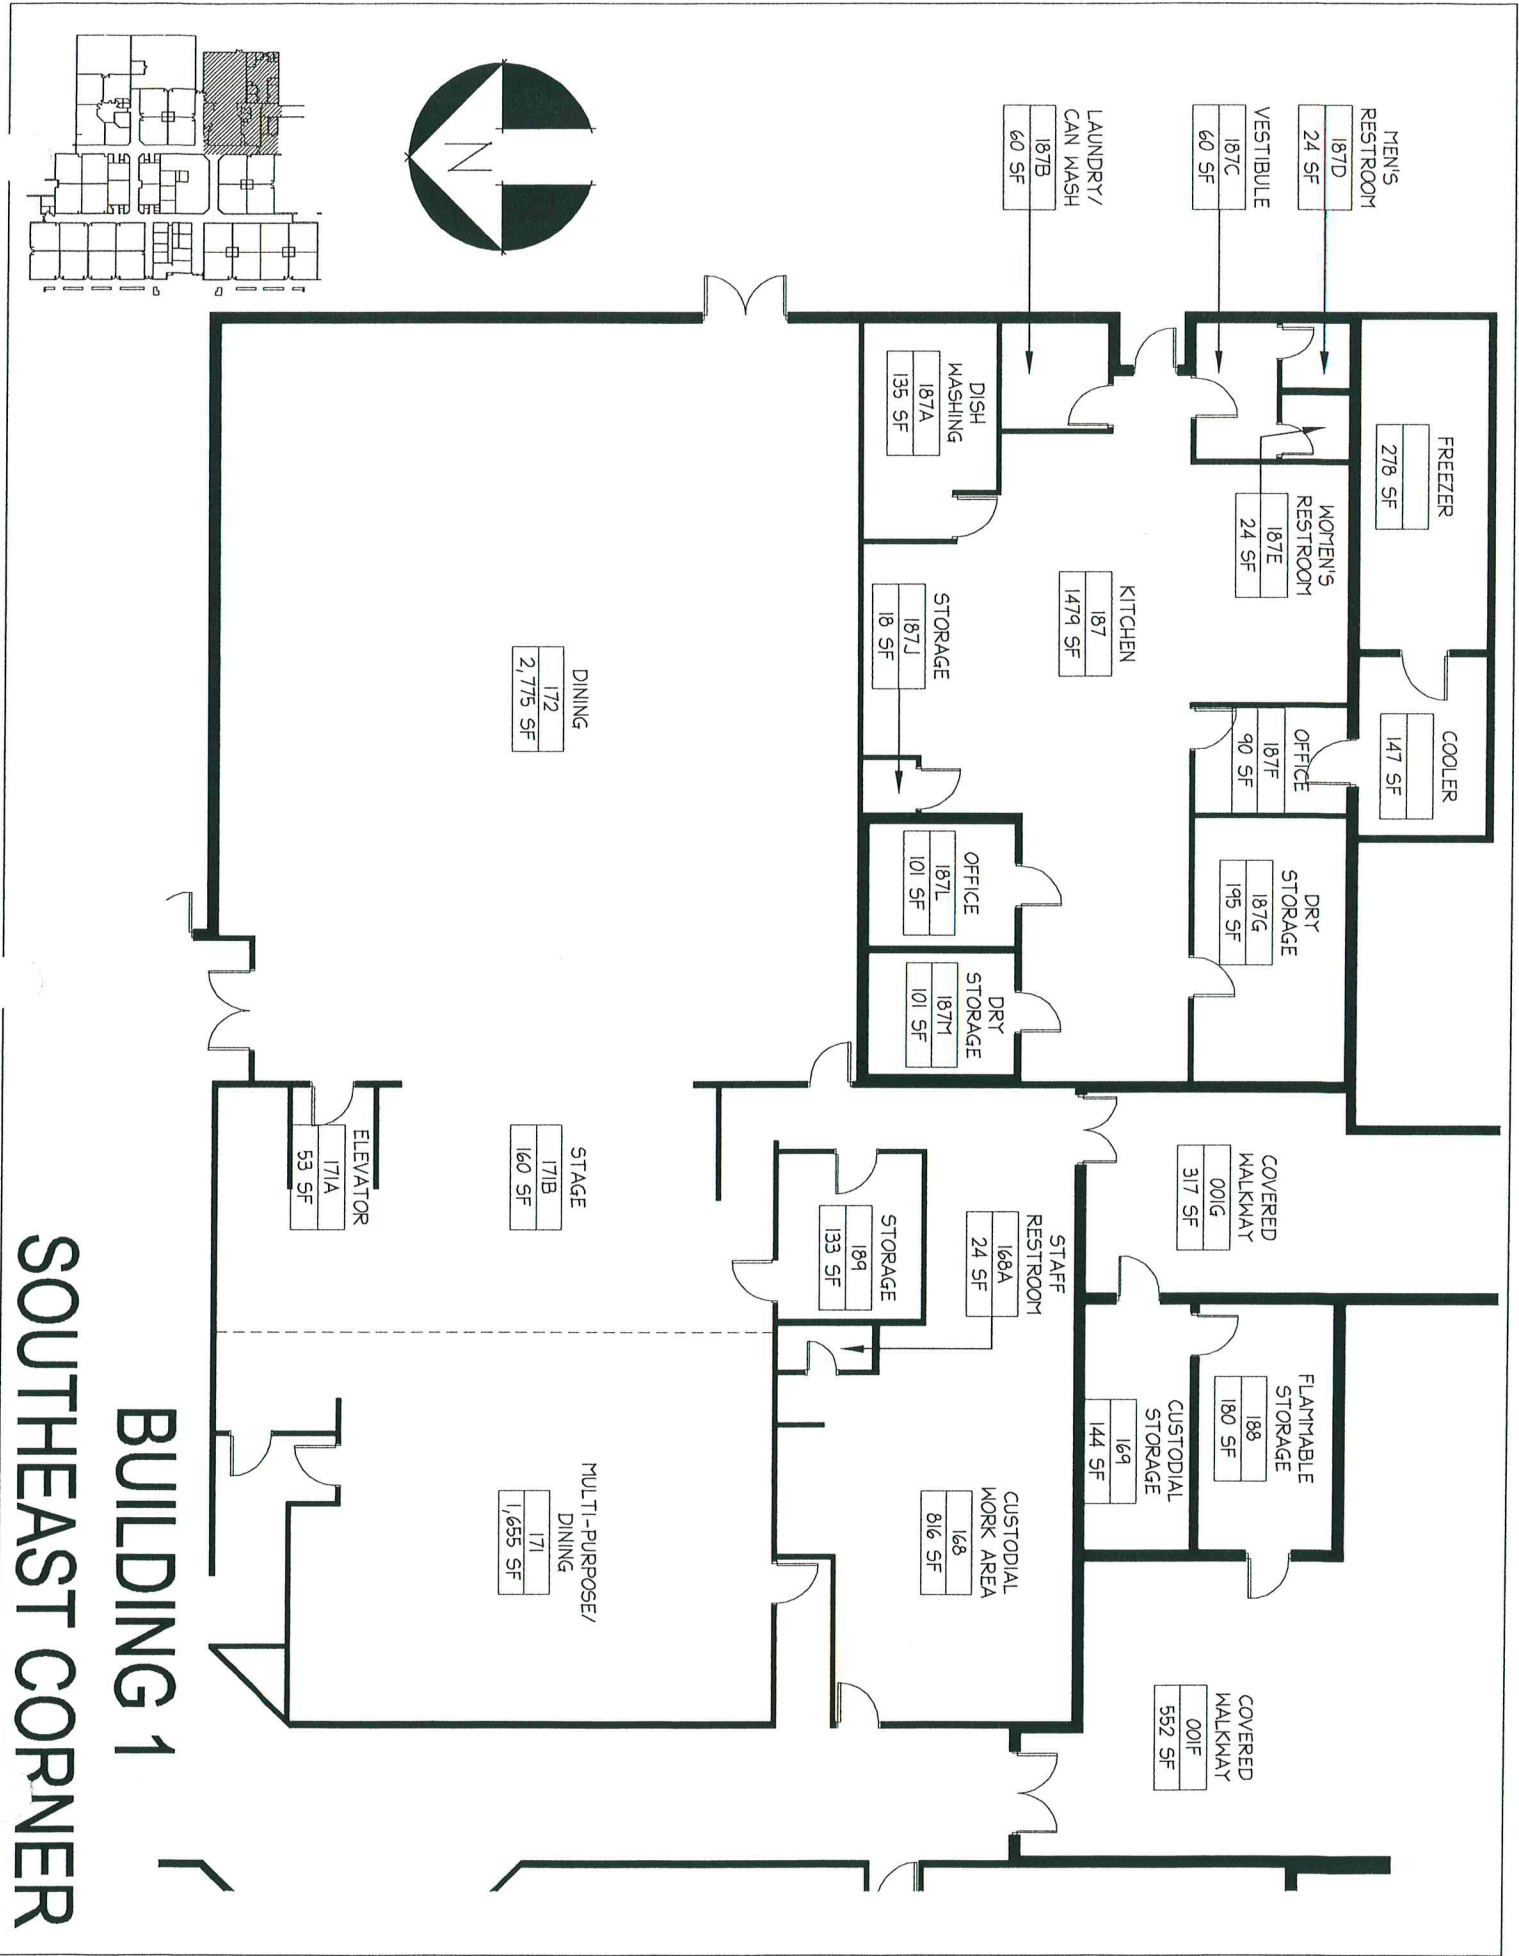 FREEZER
278 SF
COOLER
147 SF
MEN'S
RESTROOM
187D
24 SF
VESTIBULE
187C
60 SF
LAUNDRY/
CAN WASH
187B
60 SF
WOMEN'S
RESTROOM
187E
24 SF
OFFICE
187F
90 SF
DRY
STORAGE
187G
195 SF
KITCHEN
187
1479 SF
DISH
WASHING
187A
135 SF
STORAGE
187J
18 SF
OFFICE
187L
101 SF
DRY
STORAGE
187M
101 SF
COVERED
WALKWAY
001G
317 SF
FLAMMABLE
STORAGE
188
180 SF
CUSTODIAL
STORAGE
169
144 SF
COVERED
WALKWAY
001F
552 SF
STAFF
RESTROOM
168A
24 SF
STORAGE
189
133 SF
CUSTODIAL
WORK AREA
168
816 SF
DINING
172
2,775 SF
STAGE
171B
160 SF
ELEVATOR
171A
53 SF
MULTI-PURPOSE/
DINING
171
1,655 SF
N
BUILDING 1
SOUTHEAST CORNER